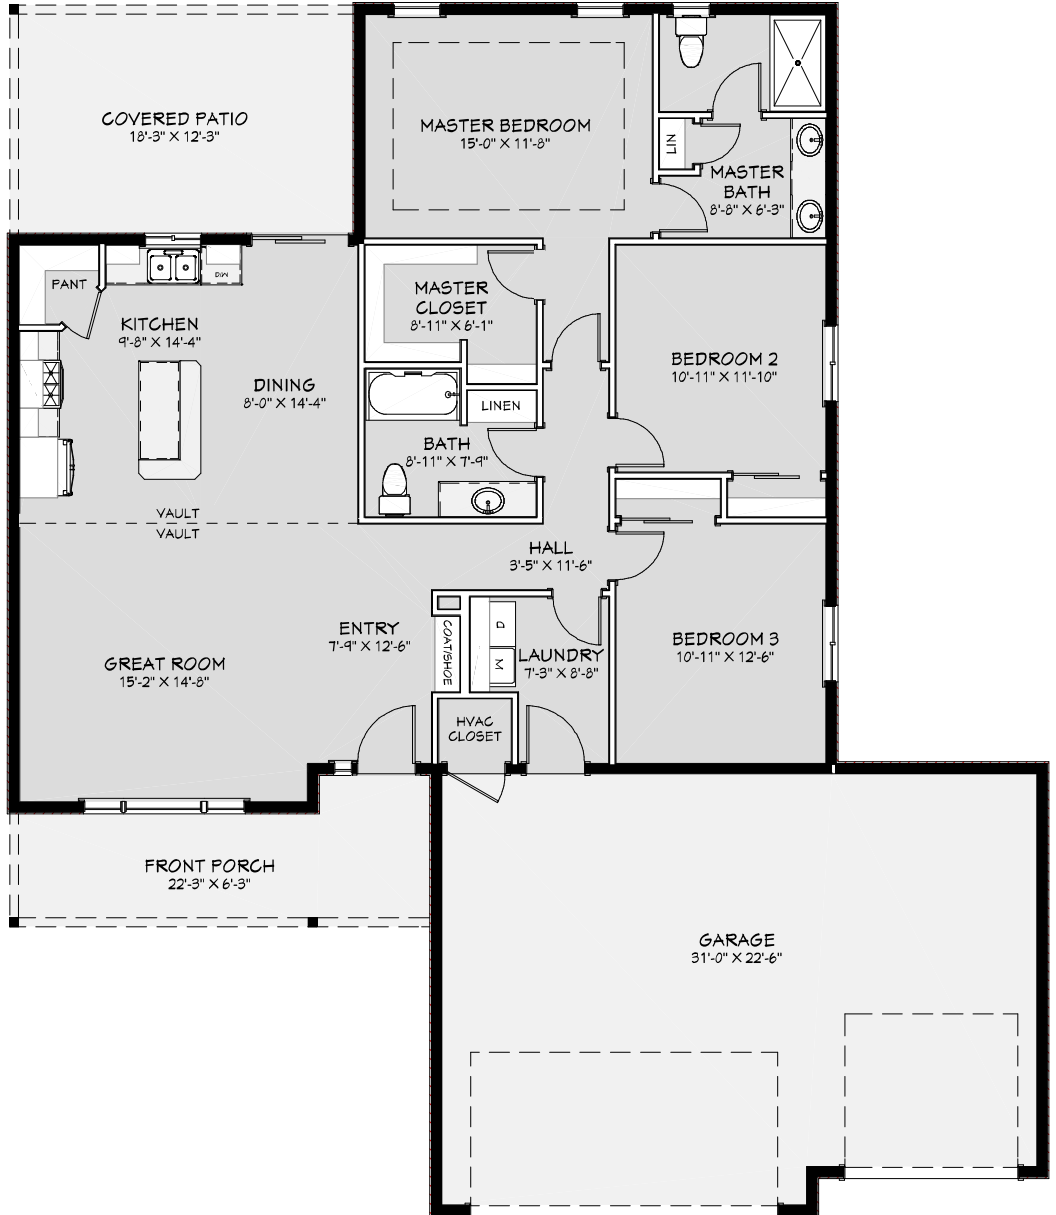 COVERED PATIO
18'-3" X 12'-3"
MASTER BEDROOM
15'-0" X 11'-8"
LIN
MASTER
BATH
8'-8" X 6'-3"
PANT
D/W
KITCHEN
9'-8" X 14'-4"
MASTER
CLOSET
8'-11" X 6'-1"
DINING
8'-0" X 14'-4"
BEDROOM 2
10'-11" X 11'-10"
LINEN
BATH
8'-11" X 7'-9"
VAULT
VAULT
HALL
3'-5" X 11'-6"
ENTRY
7'-9" X 12'-6"
COAT/SHOE
D
W
LAUNDRY
7'-3" X 8'-8"
BEDROOM 3
10'-11" X 12'-6"
GREAT ROOM
15'-2" X 14'-8"
HVAC
CLOSET
FRONT PORCH
22'-3" X 6'-3"
GARAGE
31'-0" X 22'-6"